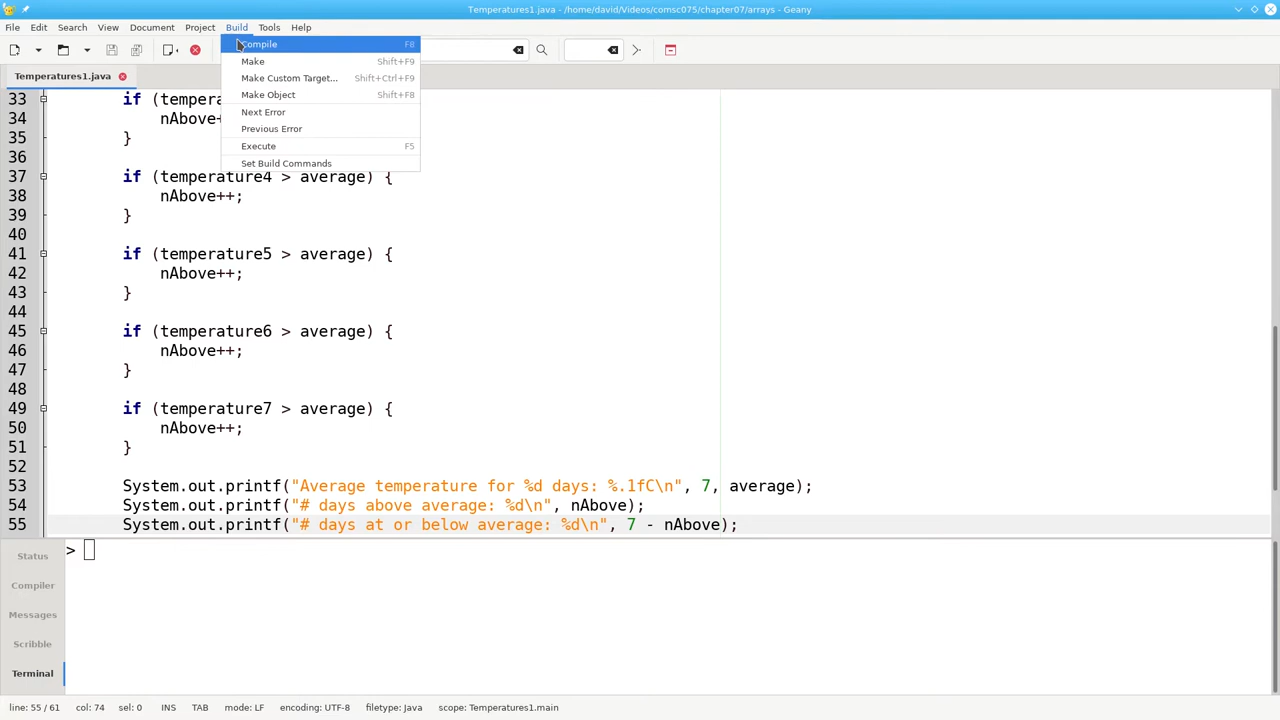 Temperatures1.java - /home/david/Videos/comsc075/chapter07/arrays - Geany
File Edit Search View Document Project Build Tools Help
Compile F8
Make Shift+F9
Make Custom Target... Shift+Ctrl+F9
Make Object Shift+F8
Next Error
Previous Error
Execute F5
Set Build Commands
Temperatures1.java
33 if (tempera
34 nAbove+
35 }
36
37 if (temperature4 > average) {
38 nAbove++;
39 }
40
41 if (temperature5 > average) {
42 nAbove++;
43 }
44
45 if (temperature6 > average) {
46 nAbove++;
47 }
48
49 if (temperature7 > average) {
50 nAbove++;
51 }
52
53 System.out.printf("Average temperature for %d days: %.1fC\n", 7, average);
54 System.out.printf("# days above average: %d\n", nAbove);
55 System.out.printf("# days at or below average: %d\n", 7 - nAbove);
Status
Compiler
Messages
Scribble
Terminal
>
line: 55 / 61 col: 74 sel: 0 INS TAB mode: LF encoding: UTF-8 filetype: Java scope: Temperatures1.main